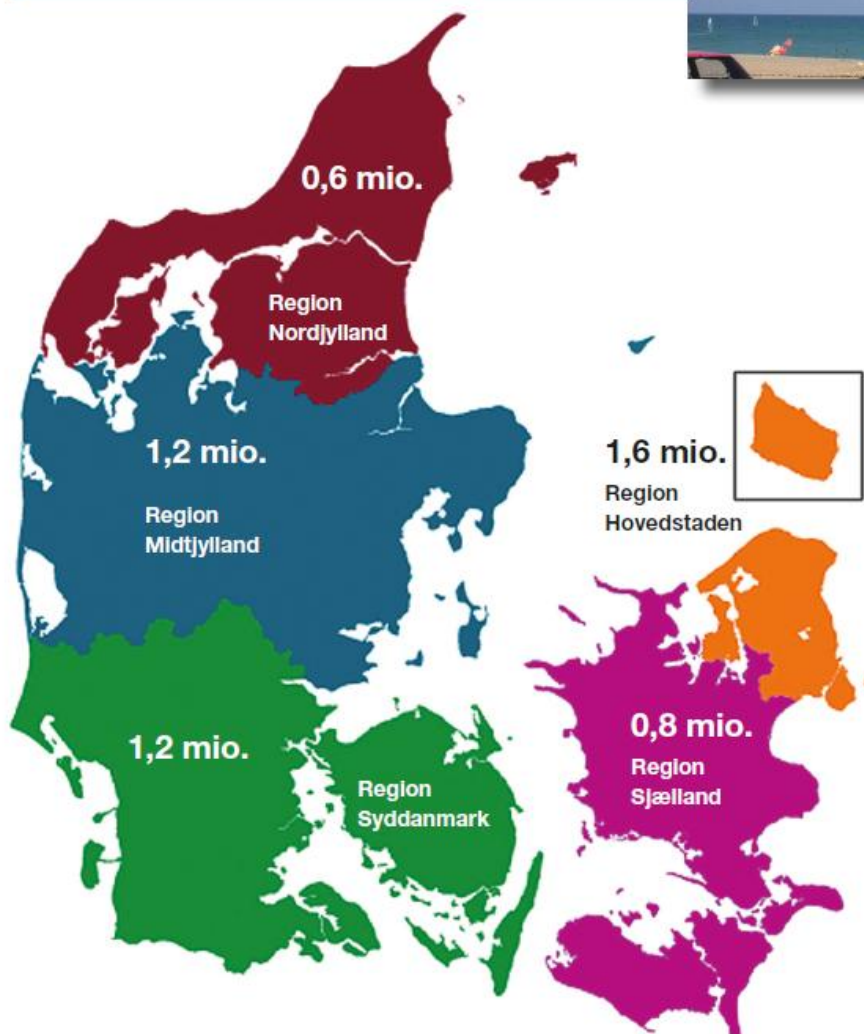 0,6 mio.
Region
Nordjylland
1,2 mio.
Region
Midtjylland
1,6 mio.
Region
Hovedstaden
1,2 mio.
Region
Syddanmark
0,8 mio.
Region
Sjælland